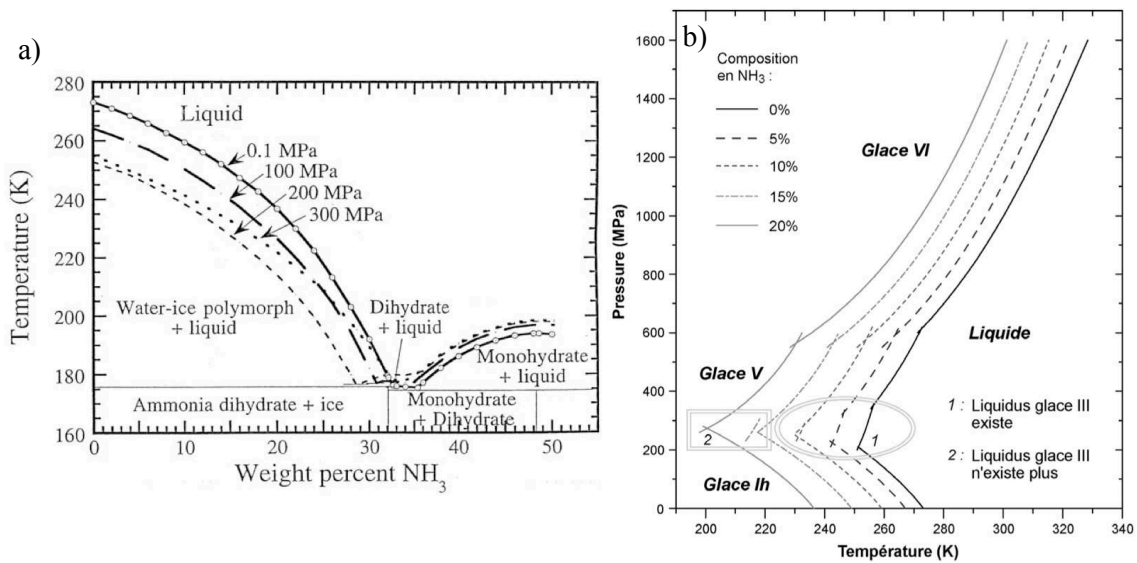 a)
280
270
260
250
240
230
220
210
200
190
180
170
160
Temperature (K)
Liquid
0.1 MPa
100 MPa
200 MPa
300 MPa
Water-ice polymorph
+ liquid
Dihydrate
+ liquid
Monohydrate
+ liquid
Ammonia dihydrate + ice
Monohydrate
+ Dihydrate
0 10 20 30 40 50
Weight percent NH3
b)
1600
1400
1200
1000
800
600
400
200
0
Pression (MPa)
Composition
en NH3 :
0%
5%
10%
15%
20%
Glace VI
Liquide
Glace V
1
2
Glace Ih
1 : Liquidus glace III
existe
2 : Liquidus glace III
n'existe plus
200 220 240 260 280 300 320 340
Température (K)